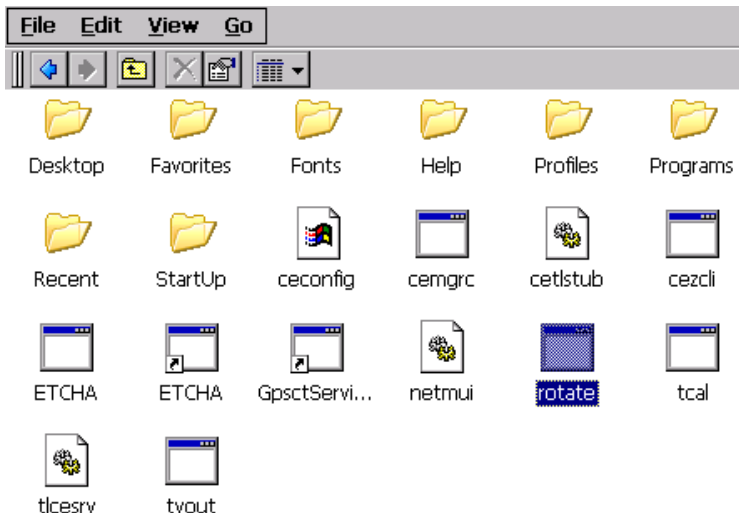 File Edit View Go
Desktop Favorites Fonts Help Profiles Programs
Recent StartUp ceconfig cemgrc cetlstub cezcli
ETCHA ETCHA GpsctServi... netmui rotate tcal
tlcesrv tvout